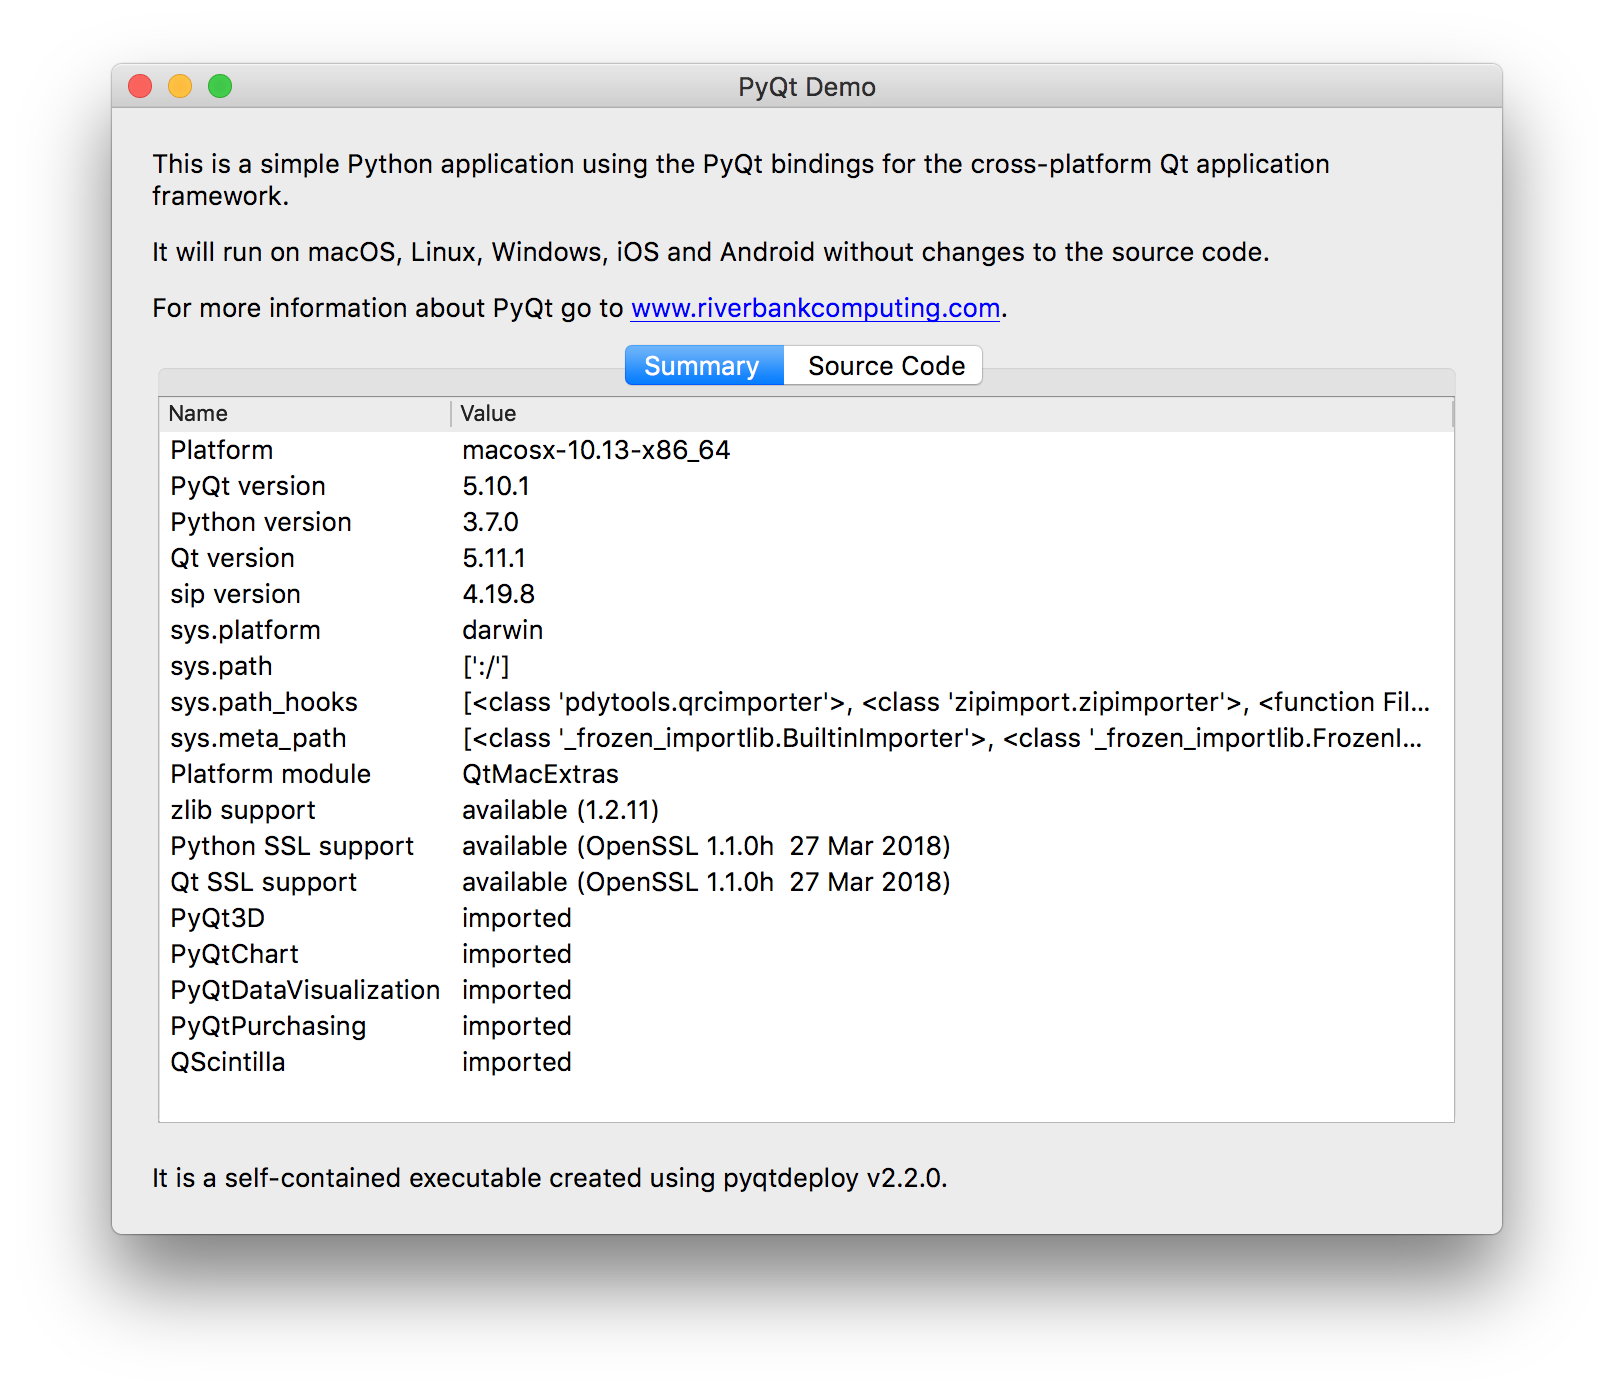 PyQt Demo
This is a simple Python application using the PyQt bindings for the cross-platform Qt application
framework.
It will run on macOS, Linux, Windows, iOS and Android without changes to the source code.
For more information about PyQt go to www.riverbankcomputing.com.
Summary Source Code
Name Value
Platform macosx-10.13-x86_64
PyQt version 5.10.1
Python version 3.7.0
Qt version 5.11.1
sip version 4.19.8
sys.platform darwin
sys.path [':/']
sys.path_hooks [<class 'pdytools.qrcimporter'>, <class 'zipimport.zipimporter'>, <function Fil...
sys.meta_path [<class '_frozen_importlib.BuiltinImporter'>, <class '_frozen_importlib.FrozenI...
Platform module QtMacExtras
zlib support available (1.2.11)
Python SSL support available (OpenSSL 1.1.0h  27 Mar 2018)
Qt SSL support available (OpenSSL 1.1.0h  27 Mar 2018)
PyQt3D imported
PyQtChart imported
PyQtDataVisualization imported
PyQtPurchasing imported
QScintilla imported
It is a self-contained executable created using pyqtdeploy v2.2.0.